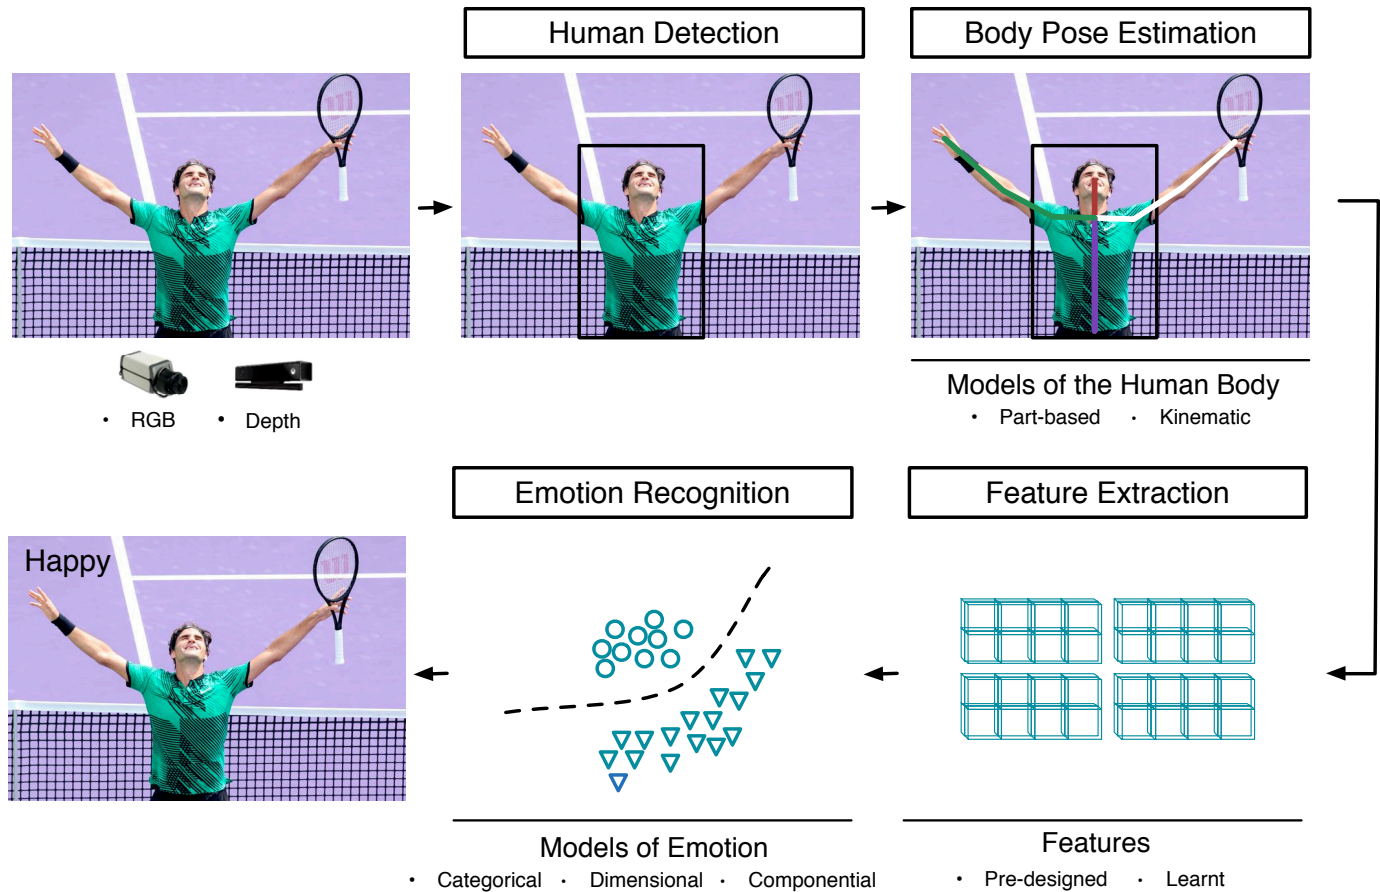 Human Detection
Body Pose Estimation
• RGB • Depth
Models of the Human Body
• Part-based • Kinematic
Emotion Recognition
Feature Extraction
Happy
Models of Emotion
• Categorical • Dimensional • Componential
Features
• Pre-designed • Learnt